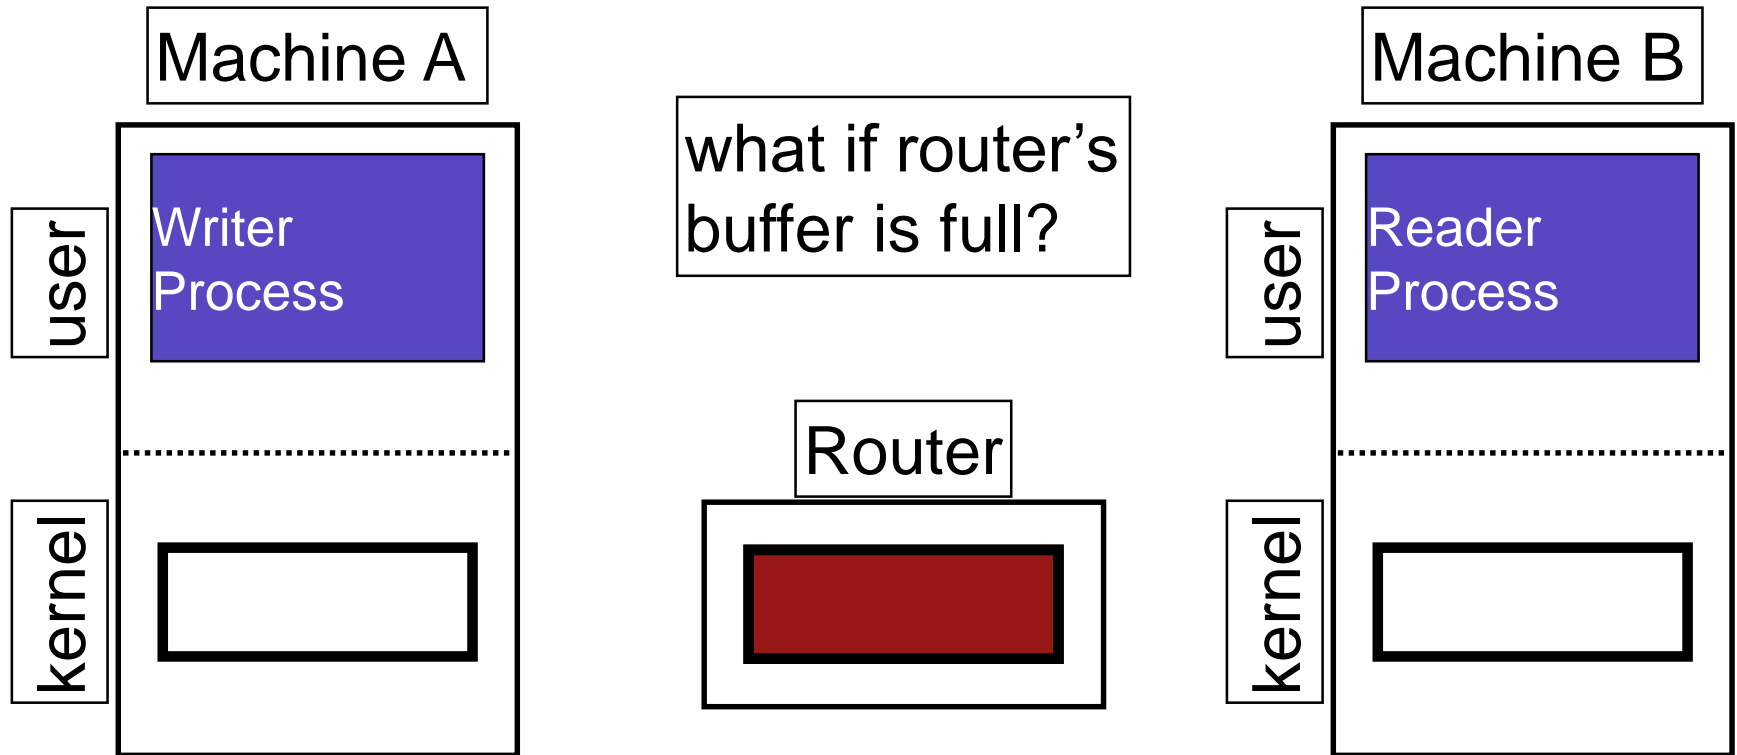 Machine A
user
Writer
Process
kernel
what if router’s
buffer is full?
Router
Machine B
user
Reader
Process
kernel